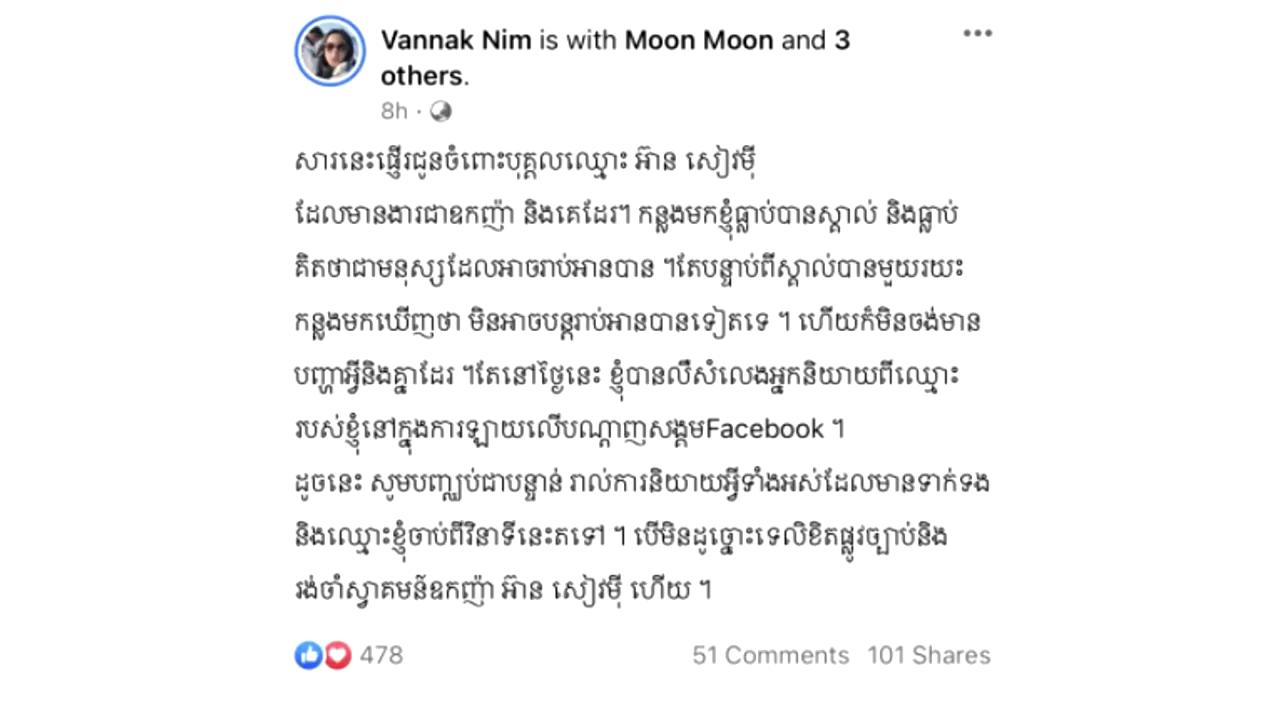 Vannak Nim is with Moon Moon and 3
others.
8h ·
សារនេះផ្ញើរជូនចំពោះបុគ្គលឈ្មោះ អ៊ាន សៀវម៉ី
ដែលមានងារជាឧកញ៉ា និងគេដែរ។ កន្លងមកខ្ញុំធ្លាប់បានស្គាល់ និងធ្លាប់
គិតថាជាមនុស្សដែលអាចរាប់អានបាន ។តែបន្ទាប់ពីស្គាល់បានមួយរយះ
កន្លងមកឃើញថា មិនអាចបន្តរាប់អានបានទៀតទេ ។ ហើយក៏មិនចង់មាន
បញ្ហាអ្វីនិងគ្នាដែរ ។តែនៅថ្ងៃនេះ ខ្ញុំបានលឺសំលេងអ្នកនិយាយពីឈ្មោះ
របស់ខ្ញុំនៅក្នុងការឡាយលើបណ្តាញសង្គមFacebook ។
ដូចនេះ សូមបញ្ឈប់ជាបន្ទាន់ រាល់ការនិយាយអ្វីទាំងអស់ដែលមានទាក់ទង
និងឈ្មោះខ្ញុំចាប់ពីវិនាទីនេះតទៅ ។ បើមិនដូច្នោះទេលិខិតផ្លូវច្បាប់និង
រង់ចាំស្វាគមន៍ឧកញ៉ា អ៊ាន សៀវម៉ី ហើយ ។
478
51 Comments 101 Shares